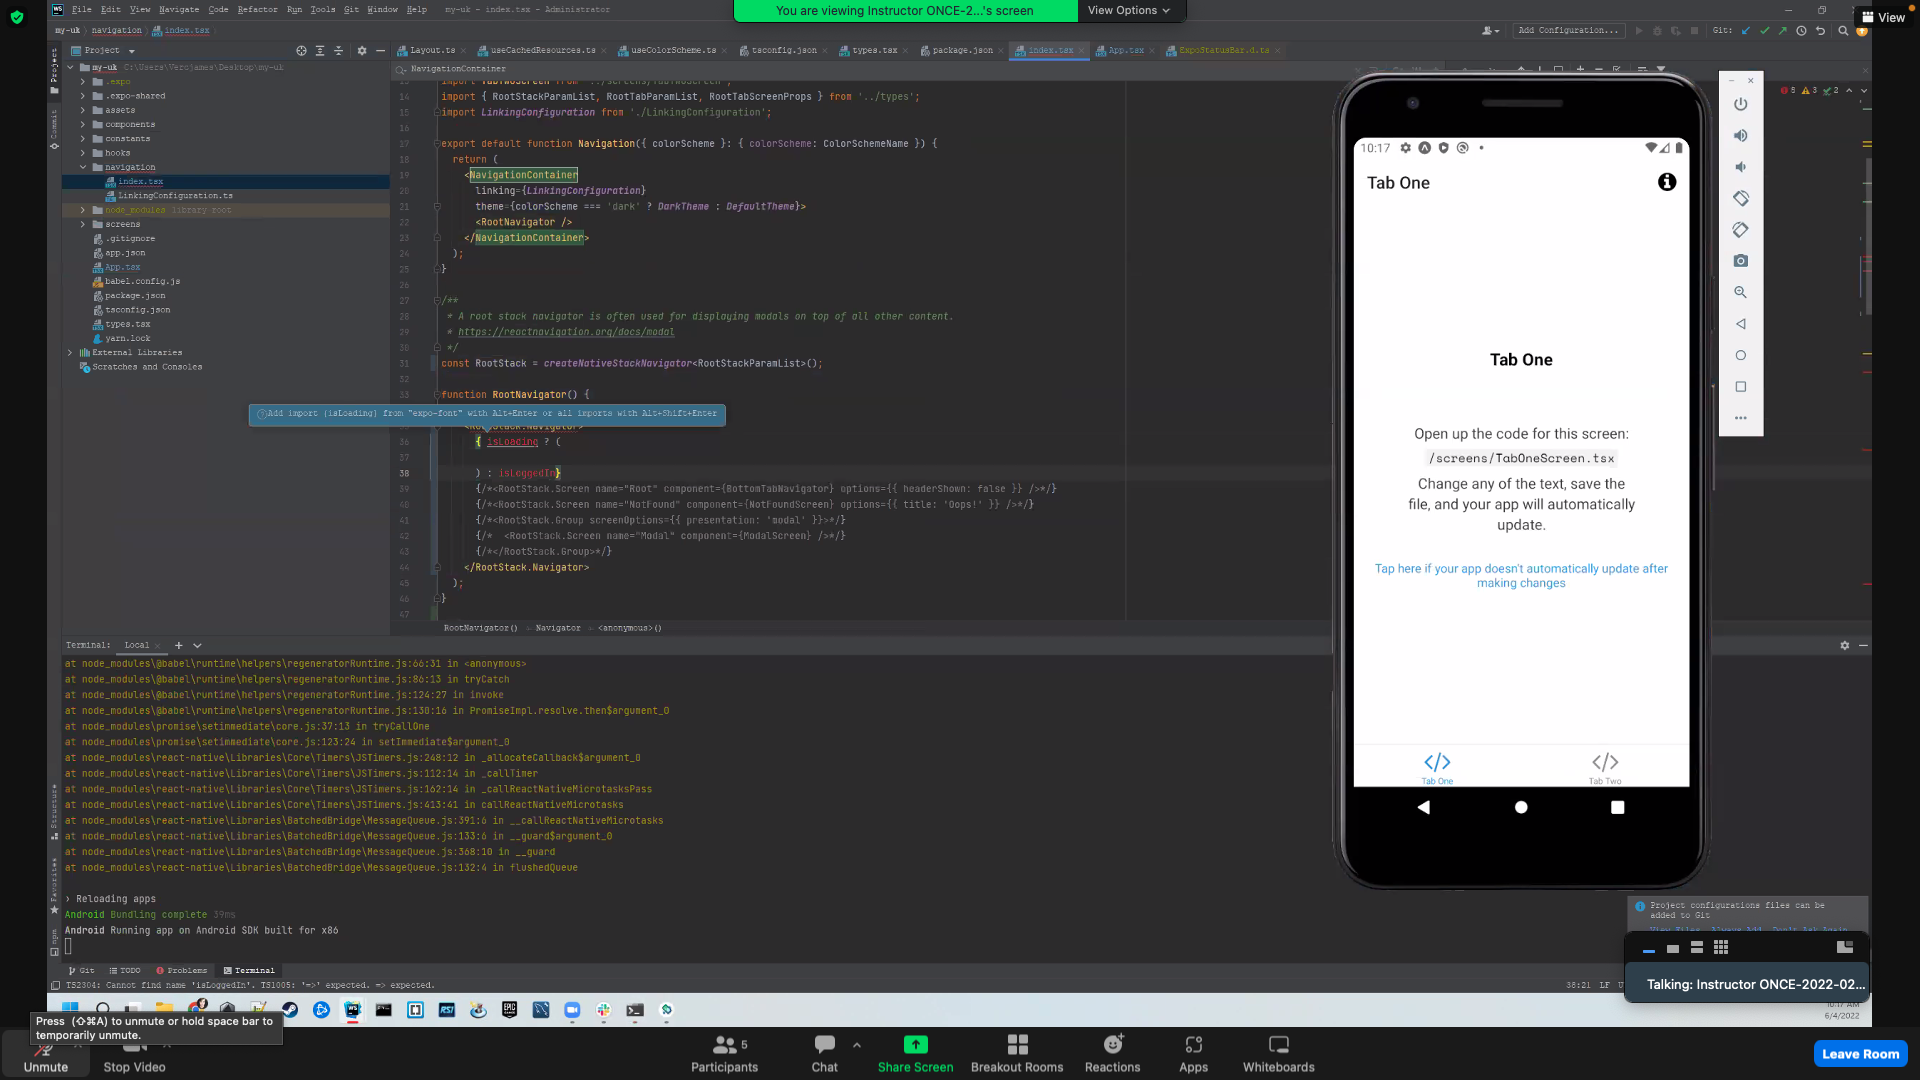 You are viewing Instructor ONCE-2...'s screen
View Options
View
File Edit View Navigate Code Refactor Run Tools Git Window Help
my-uk - index.tsx - Administrator
my-uk navigation index.tsx
Add Configuration...
Git:
Project
Layout.ts useCachedResources.ts useColorScheme.ts tsconfig.json types.tsx package.json index.tsx App.tsx ExpoStatusBar.d.ts
NavigationContainer
my-uk C:\Users\Vercjames\Desktop\my-uk
.expo
.expo-shared
assets
components
constants
hooks
navigation
index.tsx
LinkingConfiguration.ts
node_modules library root
screens
.gitignore
app.json
App.tsx
babel.config.js
package.json
tsconfig.json
types.tsx
yarn.lock
External Libraries
Scratches and Consoles
import TabTwoScreen from '../screens/TabTwoScreen';
14 import { RootStackParamList, RootTabParamList, RootTabScreenProps } from '../types';
15 import LinkingConfiguration from './LinkingConfiguration';
16
17 export default function Navigation({ colorScheme }: { colorScheme: ColorSchemeName }) {
18 return (
19 <NavigationContainer
20 linking={LinkingConfiguration}
21 theme={colorScheme === 'dark' ? DarkTheme : DefaultTheme}>
22 <RootNavigator />
23 </NavigationContainer>
24 );
25 }
26
27 /**
28 * A root stack navigator is often used for displaying modals on top of all other content.
29 * https://reactnavigation.org/docs/modal
30 */
31 const RootStack = createNativeStackNavigator<RootStackParamList>();
32
33 function RootNavigator() {
Add import {isLoading} from "expo-font" with Alt+Enter or all imports with Alt+Shift+Enter
<RootStack.Navigator>
36 { isLoading ? (
38 ) : isLoggedIn}
39 {/*<RootStack.Screen name="Root" component={BottomTabNavigator} options={{ headerShown: false }} />*/}
40 {/*<RootStack.Screen name="NotFound" component={NotFoundScreen} options={{ title: 'Oops!' }} />*/}
41 {/*<RootStack.Group screenOptions={{ presentation: 'modal' }}>*/}
42 {/* <RootStack.Screen name="Modal" component={ModalScreen} />*/}
43 {/*</RootStack.Group>*/}
44 </RootStack.Navigator>
45 );
46 }
47
RootNavigator() Navigator <anonymous>()
5 3 2
10:17
Tab One
Tab One
Open up the code for this screen:
/screens/TabOneScreen.tsx
Change any of the text, save the
file, and your app will automatically
update.
Tap here if your app doesn't automatically update after
making changes
Tab One
Tab Two
Terminal: Local
at node_modules\@babel\runtime\helpers\regeneratorRuntime.js:66:31 in <anonymous>
at node_modules\@babel\runtime\helpers\regeneratorRuntime.js:86:13 in tryCatch
at node_modules\@babel\runtime\helpers\regeneratorRuntime.js:124:27 in invoke
at node_modules\@babel\runtime\helpers\regeneratorRuntime.js:130:16 in PromiseImpl.resolve.then$argument_0
at node_modules\promise\setimmediate\core.js:37:13 in tryCallOne
at node_modules\promise\setimmediate\core.js:123:24 in setImmediate$argument_0
at node_modules\react-native\Libraries\Core\Timers\JSTimers.js:248:12 in _allocateCallback$argument_0
at node_modules\react-native\Libraries\Core\Timers\JSTimers.js:112:14 in _callTimer
at node_modules\react-native\Libraries\Core\Timers\JSTimers.js:162:14 in _callReactNativeMicrotasksPass
at node_modules\react-native\Libraries\Core\Timers\JSTimers.js:413:41 in callReactNativeMicrotasks
at node_modules\react-native\Libraries\BatchedBridge\MessageQueue.js:391:6 in __callReactNativeMicrotasks
at node_modules\react-native\Libraries\BatchedBridge\MessageQueue.js:133:6 in __guard$argument_0
at node_modules\react-native\Libraries\BatchedBridge\MessageQueue.js:368:10 in __guard
at node_modules\react-native\Libraries\BatchedBridge\MessageQueue.js:132:4 in flushedQueue
› Reloading apps
Android Bundling complete 39ms
Android Running app on Android SDK built for x86
Project Commit Structure Favorites npm
Project configurations files can be
added to Git
View Files Always Add Don't Ask Again
Git TODO Problems Terminal
TS2304: Cannot find name 'isLoggedIn'. TS1005: '=>' expected. => expected.
38:21 LF
Talking: Instructor ONCE-2022-02...
10:17 AM
6/4/2022
Press (⇧⌘A) to unmute or hold space bar to
temporarily unmute.
Unmute
Stop Video
Participants 5
Chat
Share Screen
Breakout Rooms
Reactions
Apps
Whiteboards
Leave Room